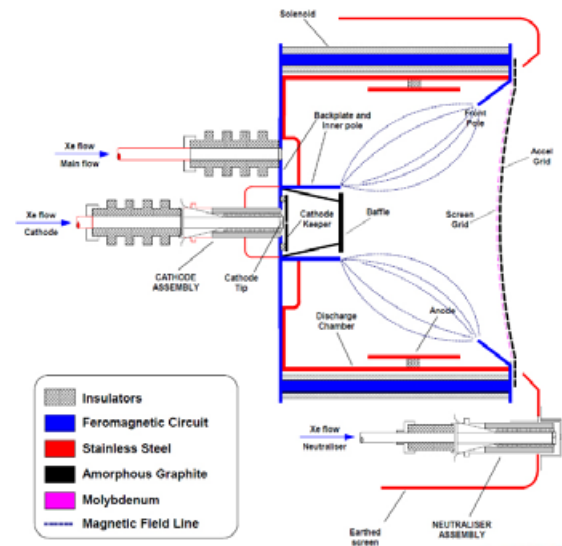 Solenoid
Backplate and
Inner pole
Front
Pole
Xe flow
Main flow
Accel
Grid
Xe flow
Cathode
Cathode
Keeper
Baffle
Screen
Grid
CATHODE
ASSEMBLY
Cathode
Tip
Discharge
Chamber
Anode
Insulators
Feromagnetic Circuit
Stainless Steel
Amorphous Graphite
Molybdenum
Magnetic Field Line
Xe flow
Neutraliser
Earthed
screen
NEUTRALISER
ASSEMBLY